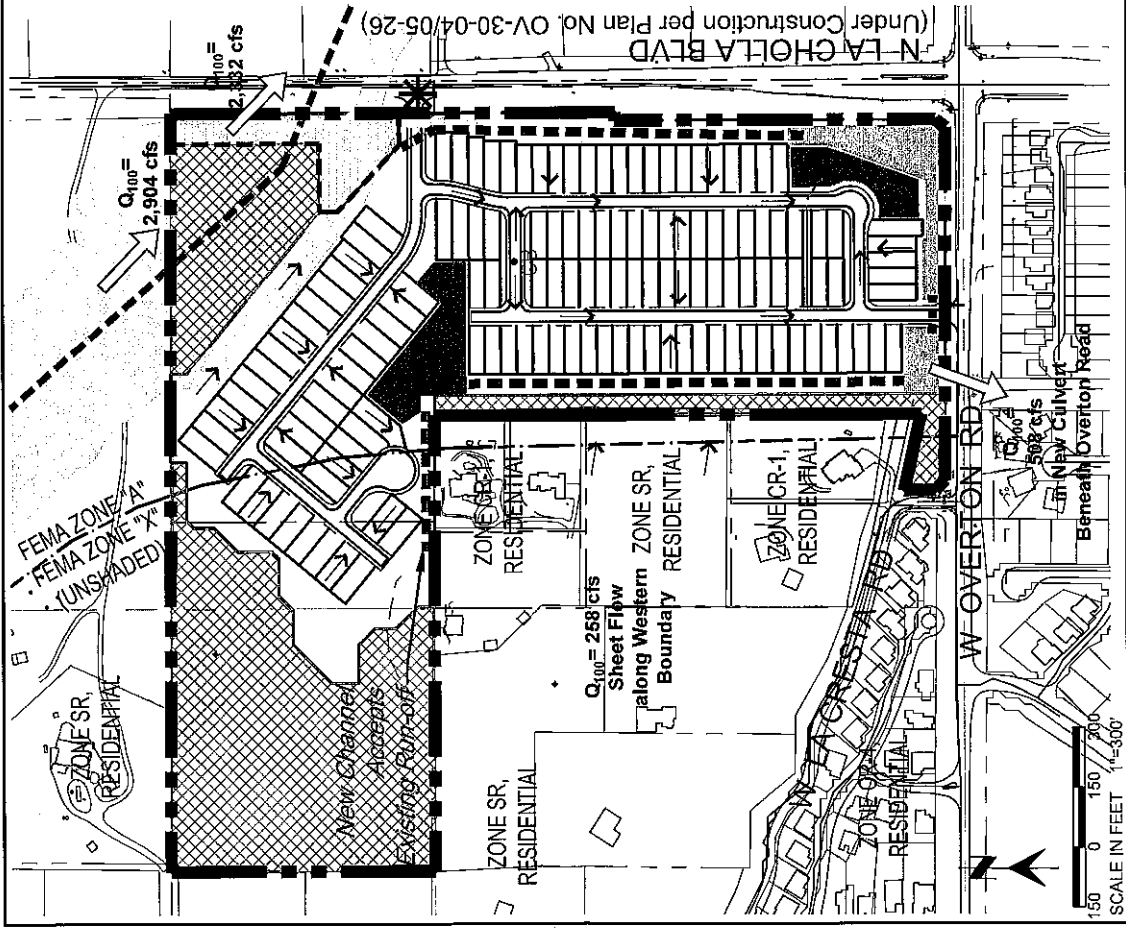 N LA CHOLLA BLVD
(Under Construction per Plan No. OV-30-04/05-26)
Q100=
2,332 cfs
Q100=
2,904 cfs
FEMA ZONE "A"
FEMA ZONE "X"
(UNSHADED)
ZONE SR,
RESIDENTIAL
New Channel
Accepts
Existing Run-off
ZONE CR-1,
RESIDENTIAL
Q100= 258 cfs
Sheet Flow
along Western
Boundary
ZONE SR,
RESIDENTIAL
ZONE CR-1,
RESIDENTIAL
ZONE SR,
RESIDENTIAL
W LA CRESTA RD
RESIDENTIAL
W OVERTON RD
Q100=
508 cfs
in New Culvert
Beneath Overton Road
150 0 150 300
SCALE IN FEET 1"=300'